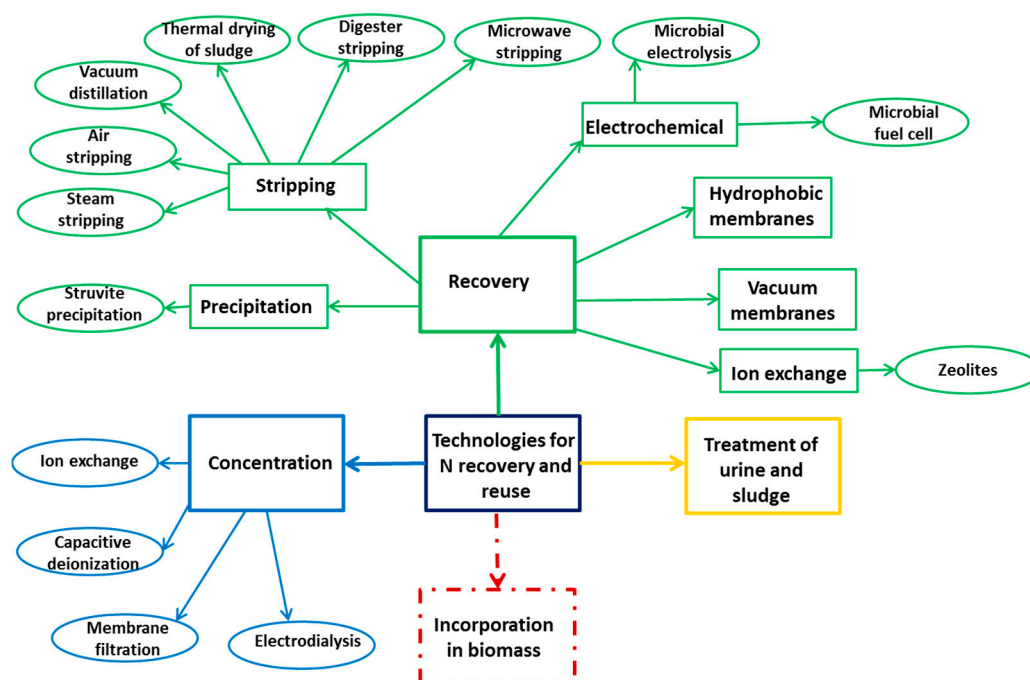 Thermal drying
of sludge
Digester
stripping
Microwave
stripping
Microbial
electrolysis
Vacuum
distillation
Electrochemical
Microbial
fuel cell
Air
stripping
Stripping
Steam
stripping
Hydrophobic
membranes
Recovery
Struvite
precipitation
Precipitation
Vacuum
membranes
Ion exchange
Zeolites
Ion exchange
Concentration
Technologies for
N recovery and
reuse
Treatment of
urine and
sludge
Capacitive
deionization
Membrane
filtration
Electrodialysis
Incorporation
in biomass